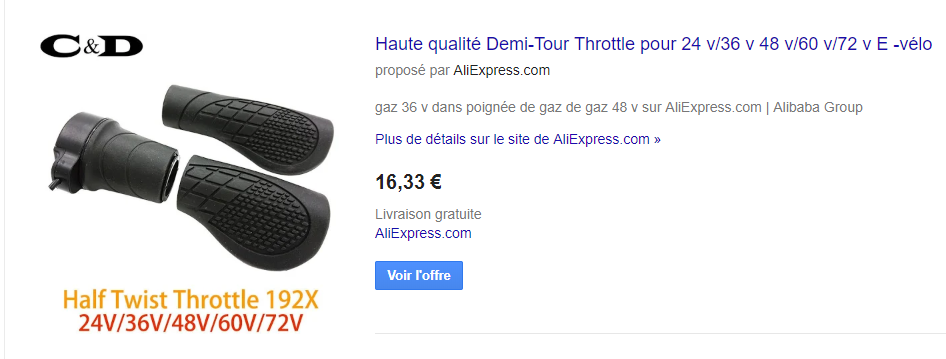 C&D
Haute qualité Demi-Tour Throttle pour 24 v/36 v 48 v/60 v/72 v E -vélo
proposé par AliExpress.com
gaz 36 v dans poignée de gaz de gaz 48 v sur AliExpress.com | Alibaba Group
Plus de détails sur le site de AliExpress.com »
16,33 €
Livraison gratuite
AliExpress.com
Voir l'offre
Half Twist Throttle 192X
24V/36V/48V/60V/72V